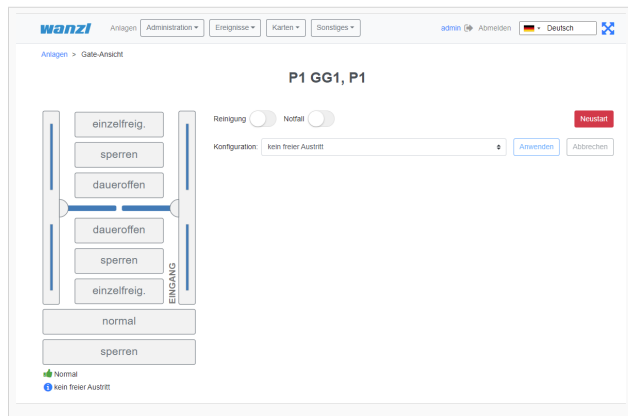 wanzl Anlagen Administration Ereignisse Karten Sonstiges admin Abmelden Deutsch
Anlagen > Gate-Ansicht
P1 GG1, P1
einzelfreig.
sperren
daueroffen
daueroffen
sperren
einzelfreig.
EINGANG
normal
sperren
Normal
kein freier Austritt
Reinigung Notfall Neustart
Konfiguration: kein freier Austritt Anwenden Abbrechen